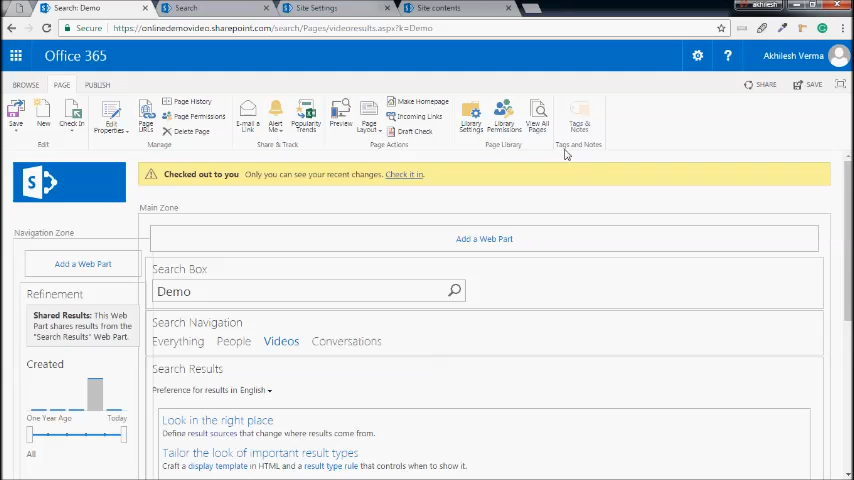 akhilesh
Search: Demo
Search
Site Settings
Site contents
Secure
https://onlinedemovideo.sharepoint.com/search/Pages/videoresults.aspx?k=Demo
Office 365
?
Akhilesh Verma
BROWSE
PAGE
PUBLISH
SHARE
SAVE
Save
New
Check In
Edit
Edit
Properties
Page
URLs
Page History
Page Permissions
Delete Page
Manage
E-mail a
Link
Alert
Me
Popularity
Trends
Share & Track
Preview
Page
Layout
Make Homepage
Incoming Links
Draft Check
Page Actions
Library
Settings
Library
Permissions
View All
Pages
Page Library
Tags &
Notes
Tags and Notes
Checked out to you Only you can see your recent changes. Check it in.
Main Zone
Navigation Zone
Add a Web Part
Add a Web Part
Search Box
Demo
Refinement
Shared Results: This Web
Part shares results from the
"Search Results" Web Part.
Search Navigation
Everything People Videos Conversations
Created
One Year Ago Today
All
Search Results
Preference for results in English
Look in the right place
Define result sources that change where results come from.
Tailor the look of important result types
Craft a display template in HTML and a result type rule that controls when to show it.